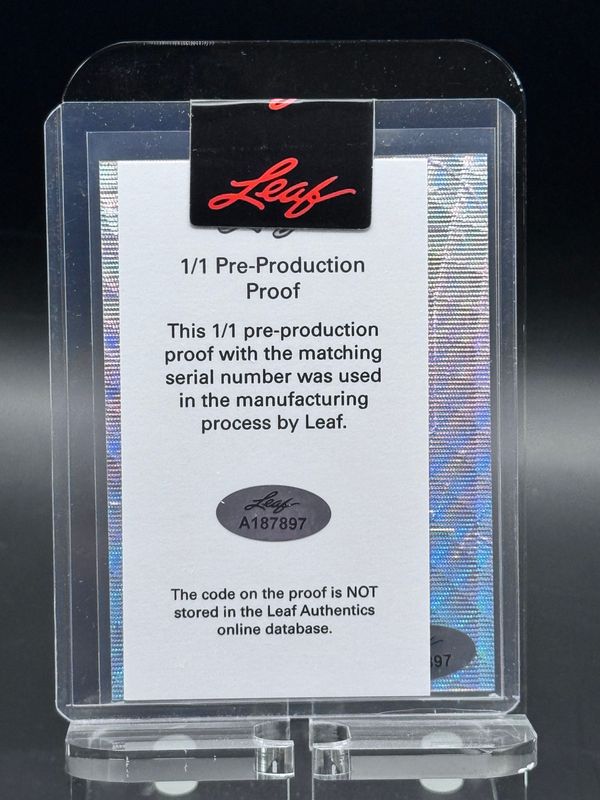 Leaf
1/1 Pre-Production
Proof
This 1/1 pre-production
proof with the matching
serial number was used
in the manufacturing
process by Leaf.
Leaf
A187897
The code on the proof is NOT
stored in the Leaf Authentics
online database.
897